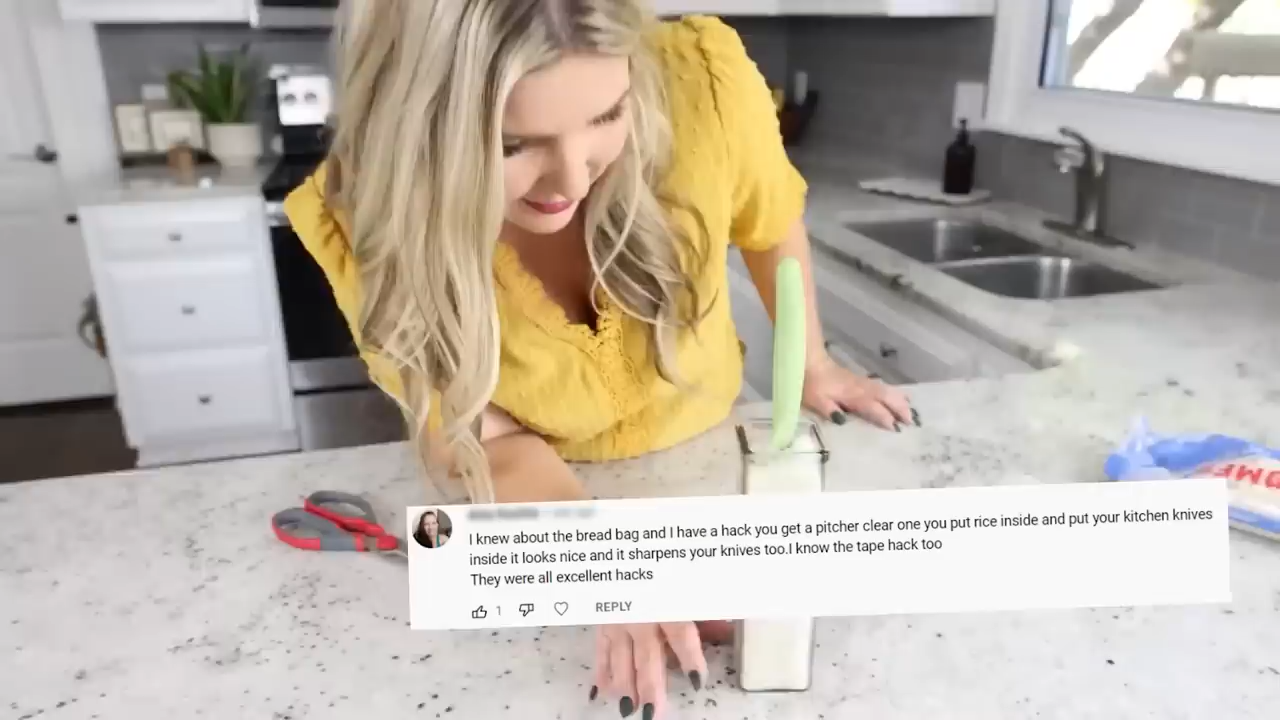 I knew about the bread bag and I have a hack you get a pitcher clear one you put rice inside and put your kitchen knives
inside it looks nice and it sharpens your knives too.I know the tape hack too
They were all excellent hacks
1 REPLY